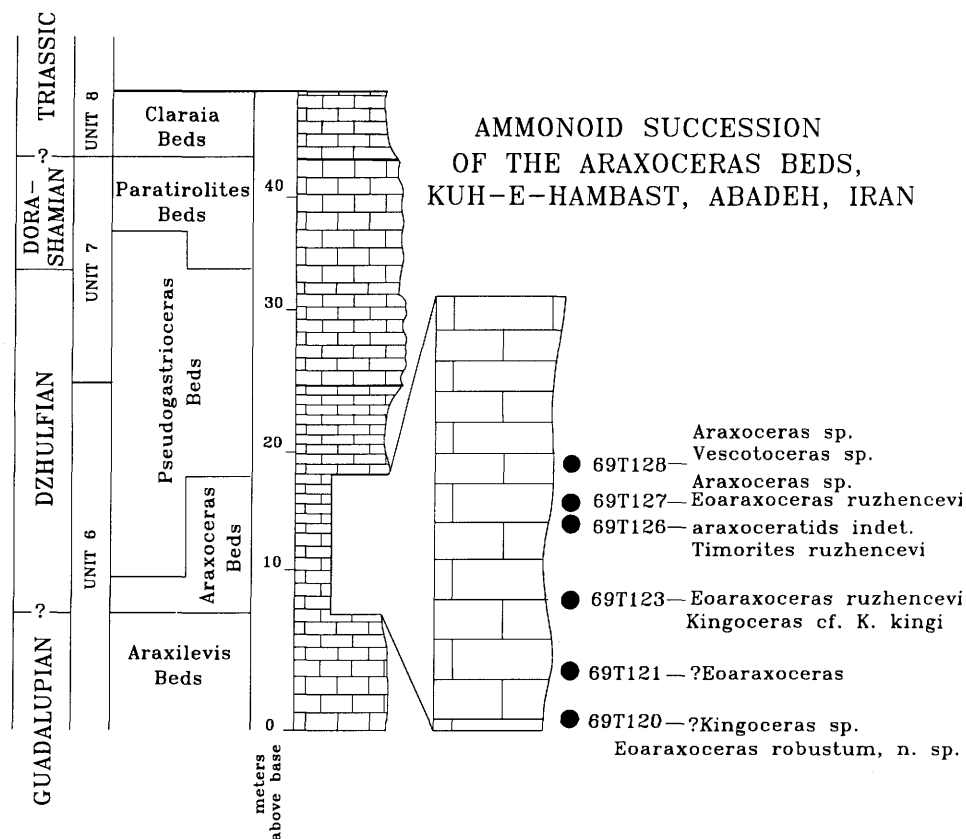 AMMONOID SUCCESSION
OF THE ARAXOCERAS BEDS,
KUH-E-HAMBAST, ABADEH, IRAN
TRIASSIC
?
DORA-
SHAMIAN
DZHULFIAN
?
GUADALUPIAN
UNIT 8
UNIT 7
UNIT 6
Claraia
Beds
Paratirolites
Beds
Pseudogastrioceras
Beds
Araxoceras
Beds
Araxilevis
Beds
40
30
20
10
0
meters
above base
Araxoceras sp.
69T128— Vescotoceras sp.
Araxoceras sp.
69T127—Eoaraxoceras ruzhencevi
69T126—araxoceratids indet.
Timorites ruzhencevi
69T123—Eoaraxoceras ruzhencevi
Kingoceras cf. K. kingi
69T121—?Eoaraxoceras
69T120—?Kingoceras sp.
Eoaraxoceras robustum, n. sp.